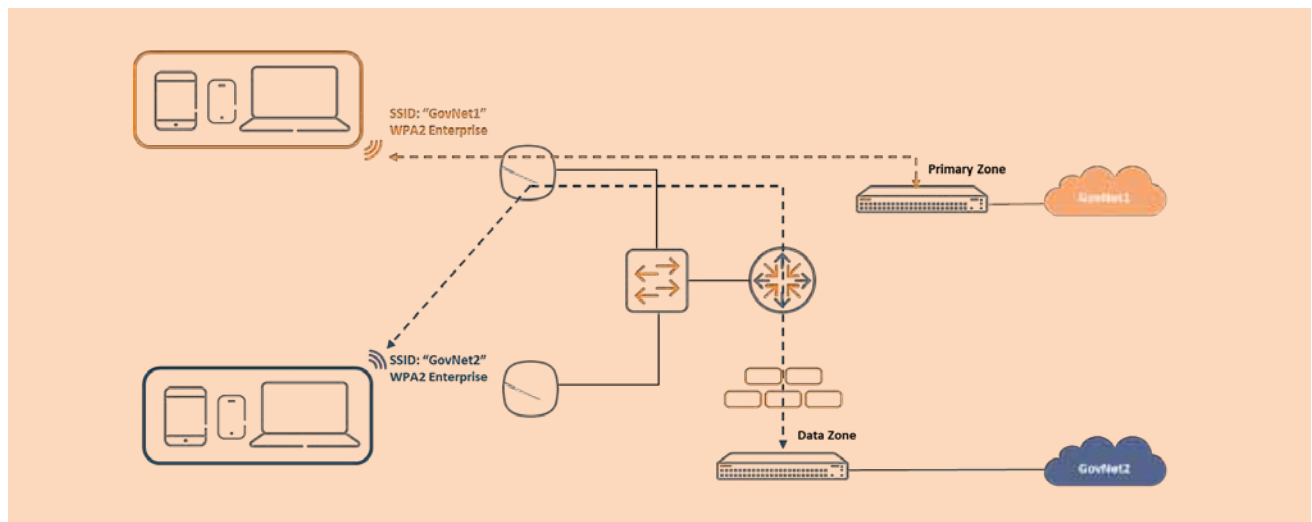 SSID: “GovNet1”
WPA2 Enterprise
Primary Zone
GovNet1
SSID: “GovNet2”
WPA2 Enterprise
Data Zone
GovNet2